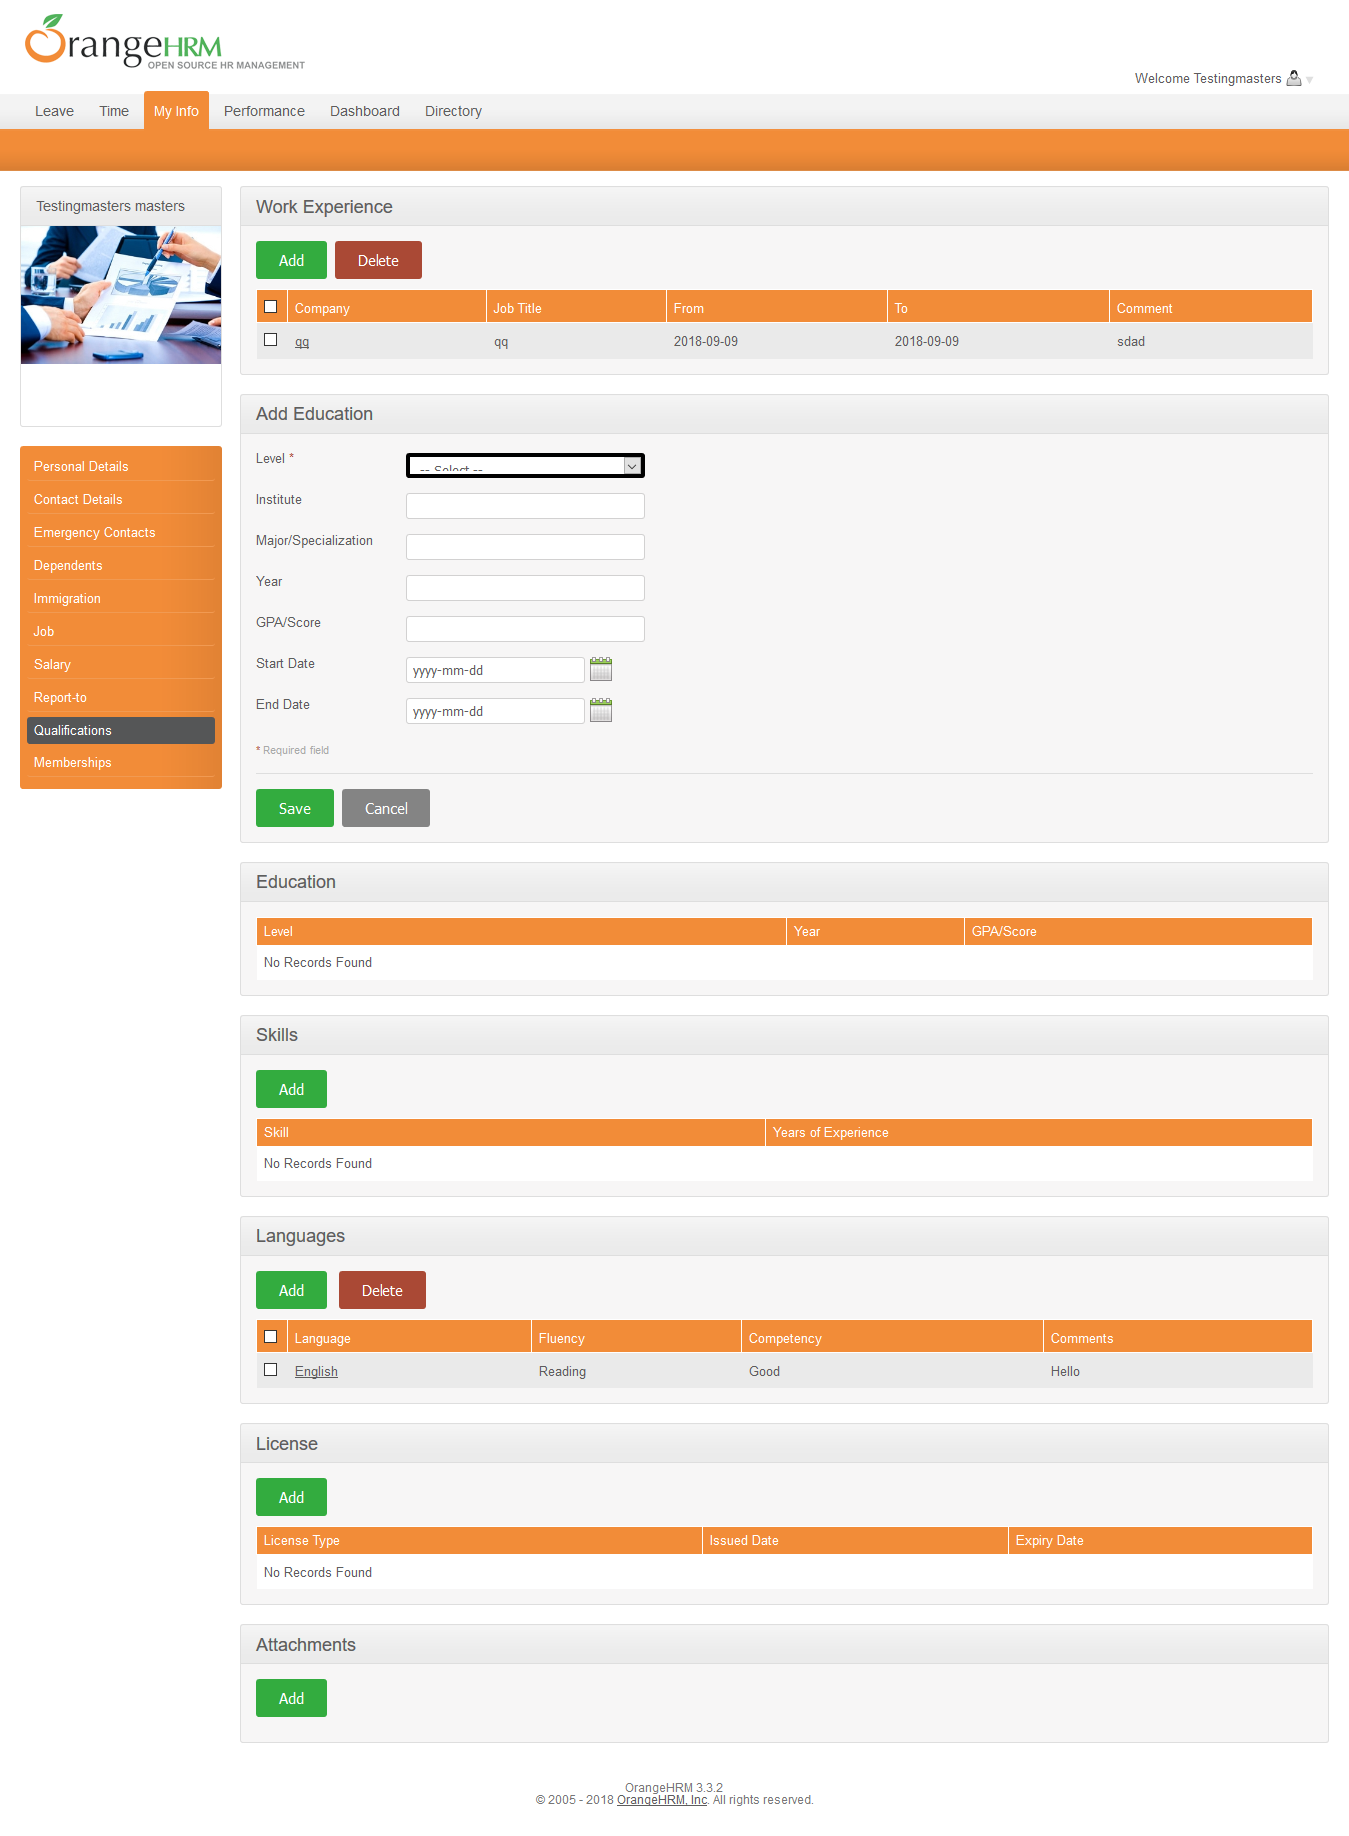 OrangeHRM
OPEN SOURCE HR MANAGEMENT
Welcome Testingmasters
Leave Time My Info Performance Dashboard Directory
Testingmasters masters
Personal Details
Contact Details
Emergency Contacts
Dependents
Immigration
Job
Salary
Report-to
Qualifications
Memberships
Work Experience
Add Delete
Company Job Title From To Comment
qq qq 2018-09-09 2018-09-09 sdad
Add Education
Level * -- Select --
Institute
Major/Specialization
Year
GPA/Score
Start Date yyyy-mm-dd
End Date yyyy-mm-dd
* Required field
Save Cancel
Education
Level Year GPA/Score
No Records Found
Skills
Add
Skill Years of Experience
No Records Found
Languages
Add Delete
Language Fluency Competency Comments
English Reading Good Hello
License
Add
License Type Issued Date Expiry Date
No Records Found
Attachments
Add
OrangeHRM 3.3.2
© 2005 - 2018 OrangeHRM, Inc. All rights reserved.